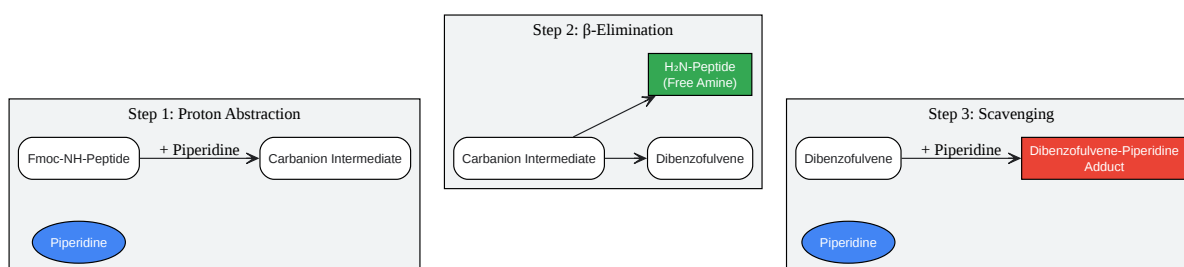 Step 1: Proton Abstraction
Fmoc-NH-Peptide
+ Piperidine
Carbanion Intermediate
Piperidine
Step 2: β-Elimination
H₂N-Peptide
(Free Amine)
Carbanion Intermediate
Dibenzofulvene
Step 3: Scavenging
Dibenzofulvene
+ Piperidine
Dibenzofulvene-Piperidine
Adduct
Piperidine